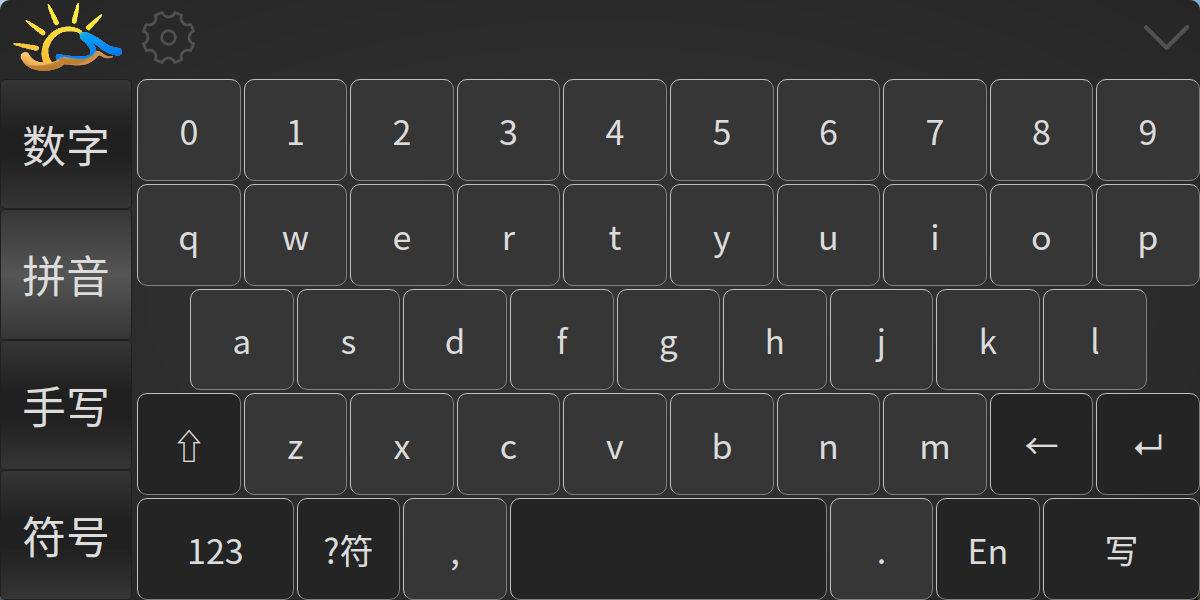 数字
拼音
手写
符号
0 1 2 3 4 5 6 7 8 9
q w e r t y u i o p
a s d f g h j k l
⇧ z x c v b n m ← ↵
123 ?符 , . En 写